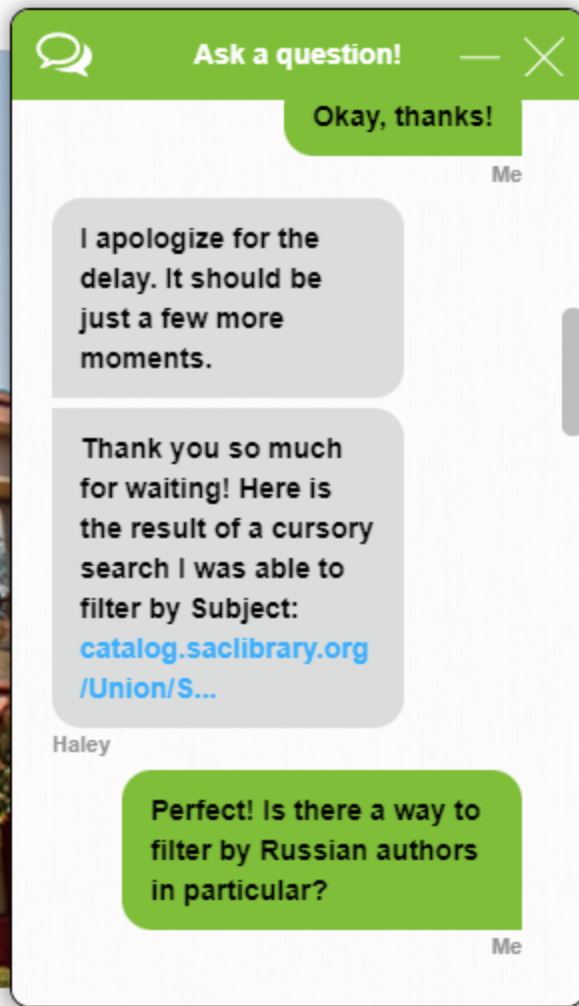 Ask a question!
Okay, thanks!
Me
I apologize for the
delay. It should be
just a few more
moments.
Thank you so much
for waiting! Here is
the result of a cursory
search I was able to
filter by Subject:
catalog.saclibrary.org
/Union/S...
Haley
Perfect! Is there a way to
filter by Russian authors
in particular?
Me